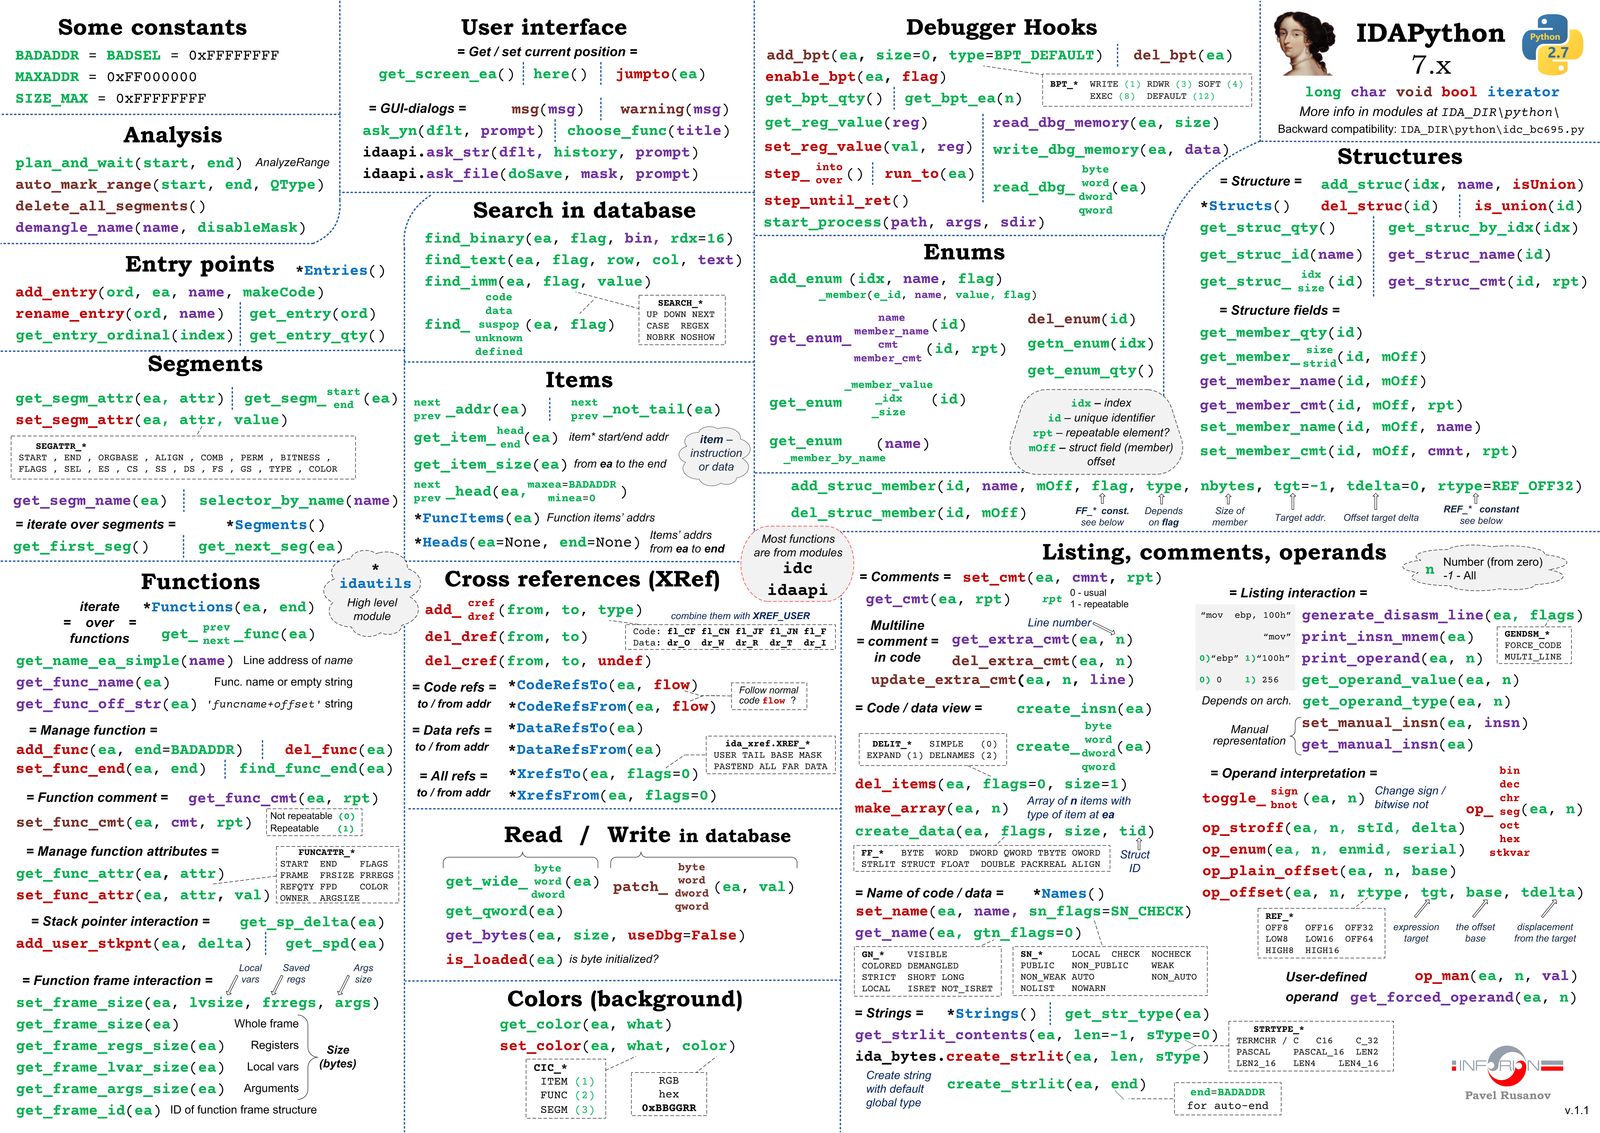 Some constants
BADADDR = BADSEL = 0xFFFFFFFF
MAXADDR = 0xFF000000
SIZE_MAX = 0xFFFFFFFF
Analysis
plan_and_wait(start, end) AnalyzeRange
auto_mark_range(start, end, QType)
delete_all_segments()
demangle_name(name, disableMask)
Entry points *Entries()
add_entry(ord, ea, name, makeCode)
rename_entry(ord, name) get_entry(ord)
get_entry_ordinal(index) get_entry_qty()
Segments
get_segm_attr(ea, attr) get_segm_ start end (ea)
set_segm_attr(ea, attr, value)
SEGATTR_*
START , END , ORGBASE , ALIGN , COMB , PERM , BITNESS ,
FLAGS , SEL , ES , CS , SS , DS , FS , GS , TYPE , COLOR
get_segm_name(ea) selector_by_name(name)
= iterate over segments = *Segments()
get_first_seg() get_next_seg(ea)
* idautils
High level
module
Functions
iterate
= over =
functions
*Functions(ea, end)
get_ prev next _func(ea)
get_name_ea_simple(name) Line address of name
get_func_name(ea) Func. name or empty string
get_func_off_str(ea) 'funcname+offset' string
= Manage function =
add_func(ea, end=BADADDR) del_func(ea)
set_func_end(ea, end) find_func_end(ea)
= Function comment = get_func_cmt(ea, rpt)
set_func_cmt(ea, cmt, rpt)
Not repeatable (0)
Repeatable (1)
= Manage function attributes =
get_func_attr(ea, attr)
set_func_attr(ea, attr, val)
FUNCATTR_*
START END FLAGS
FRAME FRSIZE FRREGS
REFQTY FPD COLOR
OWNER ARGSIZE
= Stack pointer interaction = get_sp_delta(ea)
add_user_stkpnt(ea, delta) get_spd(ea)
= Function frame interaction =
Local vars
Saved regs
Args size
set_frame_size(ea, lvsize, frregs, args)
get_frame_size(ea) Whole frame
get_frame_regs_size(ea) Registers
get_frame_lvar_size(ea) Local vars
get_frame_args_size(ea) Arguments
Size
(bytes)
get_frame_id(ea) ID of function frame structure
User interface
= Get / set current position =
get_screen_ea() here() jumpto(ea)
= GUI-dialogs = msg(msg) warning(msg)
ask_yn(dflt, prompt) choose_func(title)
idaapi.ask_str(dflt, history, prompt)
idaapi.ask_file(doSave, mask, prompt)
Search in database
find_binary(ea, flag, bin, rdx=16)
find_text(ea, flag, row, col, text)
find_imm(ea, flag, value)
code
data
find_ suspop (ea, flag)
unknown
defined
SEARCH_*
UP DOWN NEXT
CASE REGEX
NOBRK NOSHOW
Items
next prev _addr(ea) next prev _not_tail(ea)
get_item_ head end (ea) item* start/end addr
get_item_size(ea) from ea to the end
next prev _head(ea, maxea=BADADDR minea=0 )
*FuncItems(ea) Function items' addrs
*Heads(ea=None, end=None) Items' addrs
from ea to end
item –
instruction
or data
Most functions
are from modules
idc
idaapi
Cross references (XRef)
add_ cref dref (from, to, type) combine them with XREF_USER
Code: fl_CF fl_CN fl_JF fl_JN fl_F
Data: dr_O dr_W dr_R dr_T dr_I
del_dref(from, to)
del_cref(from, to, undef)
= Code refs =
to / from addr
*CodeRefsTo(ea, flow)
*CodeRefsFrom(ea, flow)
Follow normal
code flow ?
= Data refs =
to / from addr
*DataRefsTo(ea)
*DataRefsFrom(ea)
ida_xref.XREF_*
USER TAIL BASE MASK
PASTEND ALL FAR DATA
= All refs =
to / from addr
*XrefsTo(ea, flags=0)
*XrefsFrom(ea, flags=0)
Read / Write in database
get_wide_ byte word dword (ea)
patch_ byte word dword qword (ea, val)
get_qword(ea)
get_bytes(ea, size, useDbg=False)
is_loaded(ea) is byte initialized?
Colors (background)
get_color(ea, what)
set_color(ea, what, color)
CIC_*
ITEM (1)
FUNC (2)
SEGM (3)
RGB
hex
0xBBGGRR
Debugger Hooks
add_bpt(ea, size=0, type=BPT_DEFAULT) del_bpt(ea)
enable_bpt(ea, flag)
BPT_* WRITE (1) RDWR (3) SOFT (4)
EXEC (8) DEFAULT (12)
get_bpt_qty() get_bpt_ea(n)
get_reg_value(reg) read_dbg_memory(ea, size)
set_reg_value(val, reg) write_dbg_memory(ea, data)
step_ into over () run_to(ea)
read_dbg_ byte word dword qword (ea)
step_until_ret()
start_process(path, args, sdir)
Enums
add_enum (idx, name, flag)
_member(e_id, name, value, flag)
get_enum_ name member_name (id)
cmt member_cmt (id, rpt)
del_enum(id)
getn_enum(idx)
get_enum_qty()
get_enum _member_value _idx _size (id)
get_enum _member_by_name (name)
idx – index
id – unique identifier
rpt – repeatable element?
mOff – struct field (member)
offset
IDAPython
7.x
Python
2.7
long char void bool iterator
More info in modules at IDA_DIR\python\
Backward compatibility: IDA_DIR\python\idc_bc695.py
Structures
= Structure = add_struc(idx, name, isUnion)
*Structs() del_struc(id) is_union(id)
get_struc_qty() get_struc_by_idx(idx)
get_struc_id(name) get_struc_name(id)
get_struc_ idx size (id) get_struc_cmt(id, rpt)
= Structure fields =
get_member_qty(id)
get_member_ size strid (id, mOff)
get_member_name(id, mOff)
get_member_cmt(id, mOff, rpt)
set_member_name(id, mOff, name)
set_member_cmt(id, mOff, cmnt, rpt)
add_struc_member(id, name, mOff, flag, type, nbytes, tgt=-1, tdelta=0, rtype=REF_OFF32)
del_struc_member(id, mOff)
FF_* const.
see below
Depends
on flag
Size of
member
Target addr.
Offset target delta
REF_* constant
see below
Listing, comments, operands
n Number (from zero)
-1 - All
= Comments = set_cmt(ea, cmnt, rpt)
get_cmt(ea, rpt) rpt 0 - usual
1 - repeatable
Line number
Multiline
= comment =
in code
get_extra_cmt(ea, n)
del_extra_cmt(ea, n)
update_extra_cmt(ea, n, line)
= Code / data view = create_insn(ea)
DELIT_* SIMPLE (0)
EXPAND (1) DELNAMES (2)
create_ byte word dword qword (ea)
del_items(ea, flags=0, size=1)
make_array(ea, n) Array of n items with
type of item at ea
create_data(ea, flags, size, tid)
FF_* BYTE WORD DWORD QWORD TBYTE OWORD
STRLIT STRUCT FLOAT DOUBLE PACKREAL ALIGN
Struct
ID
= Name of code / data = *Names()
set_name(ea, name, sn_flags=SN_CHECK)
get_name(ea, gtn_flags=0)
GN_* VISIBLE
COLORED DEMANGLED
STRICT SHORT LONG
LOCAL ISRET NOT_ISRET
SN_* LOCAL CHECK NOCHECK
PUBLIC NON_PUBLIC WEAK
NON_WEAK AUTO NON_AUTO
NOLIST NOWARN
= Strings = *Strings() get_str_type(ea)
get_strlit_contents(ea, len=-1, sType=0)
ida_bytes.create_strlit(ea, len, sType)
Create string
with default
global type
create_strlit(ea, end)
end=BADADDR
for auto-end
STRTYPE_*
TERMCHR / C C16 C_32
PASCAL PASCAL_16 LEN2
LEN2_16 LEN4 LEN4_16
= Listing interaction =
"mov ebp, 100h" generate_disasm_line(ea, flags)
"mov" print_insn_mnem(ea)
0)"ebp" 1)"100h" print_operand(ea, n)
0) 0 1) 256 get_operand_value(ea, n)
Depends on arch. get_operand_type(ea, n)
GENDSM_*
FORCE_CODE
MULTI_LINE
Manual
representation
set_manual_insn(ea, insn)
get_manual_insn(ea)
= Operand interpretation =
toggle_ sign bnot (ea, n) Change sign /
bitwise not
op_ bin dec chr seg oct hex stkvar (ea, n)
op_stroff(ea, n, stId, delta)
op_enum(ea, n, enmid, serial)
op_plain_offset(ea, n, base)
op_offset(ea, n, rtype, tgt, base, tdelta)
REF_*
OFF8 OFF16 OFF32
LOW8 LOW16 OFF64
HIGH8 HIGH16
expression
target
the offset
base
displacement
from the target
User-defined
operand
op_man(ea, n, val)
get_forced_operand(ea, n)
INFORION
Pavel Rusanov
v.1.1